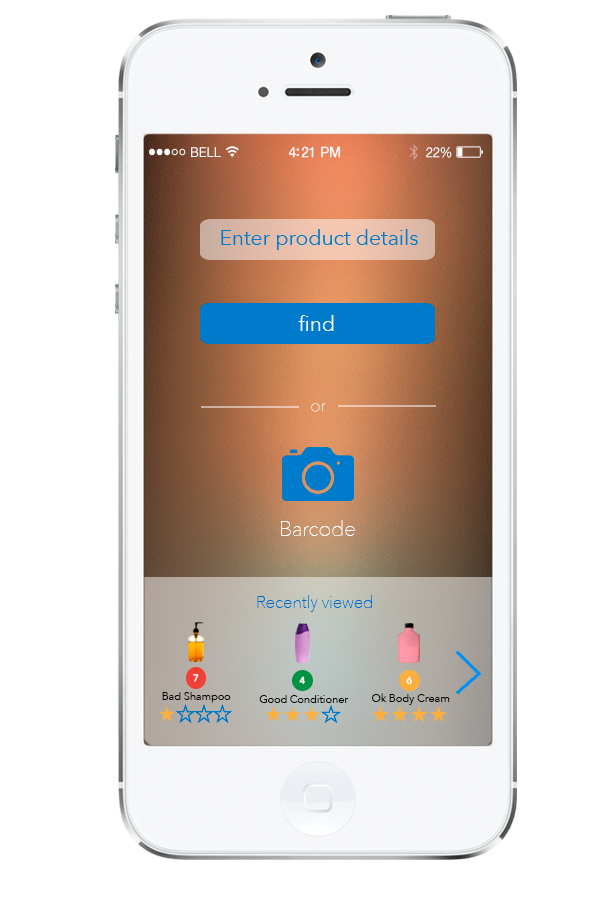 BELL 4:21 PM 22%
Enter product details
find
or
Barcode
Recently viewed
7 4 6
Bad Shampoo Good Conditioner Ok Body Cream